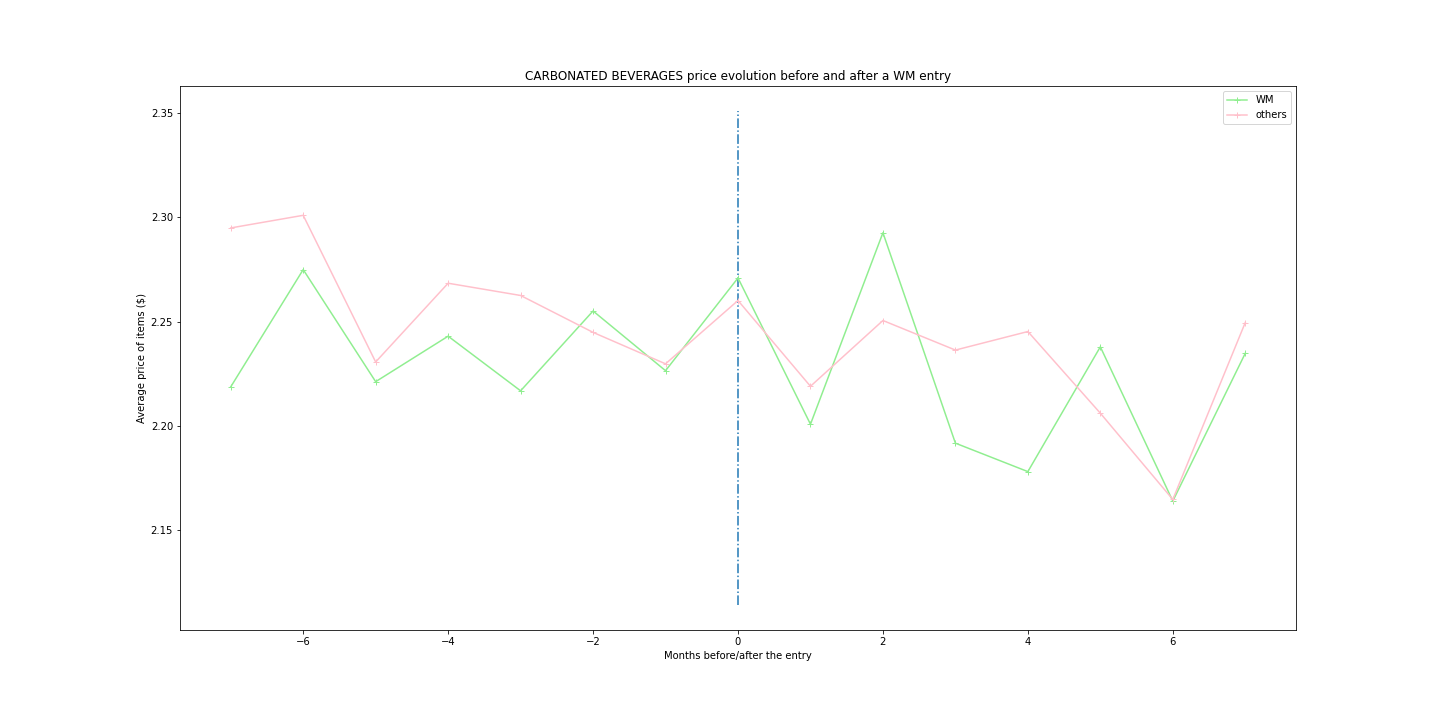 CARBONATED BEVERAGES price evolution before and after a WM entry
WM
others
2.35
2.30
2.25
2.20
2.15
Average price of items ($)
−6
−4
−2
0
2
4
6
Months before/after the entry